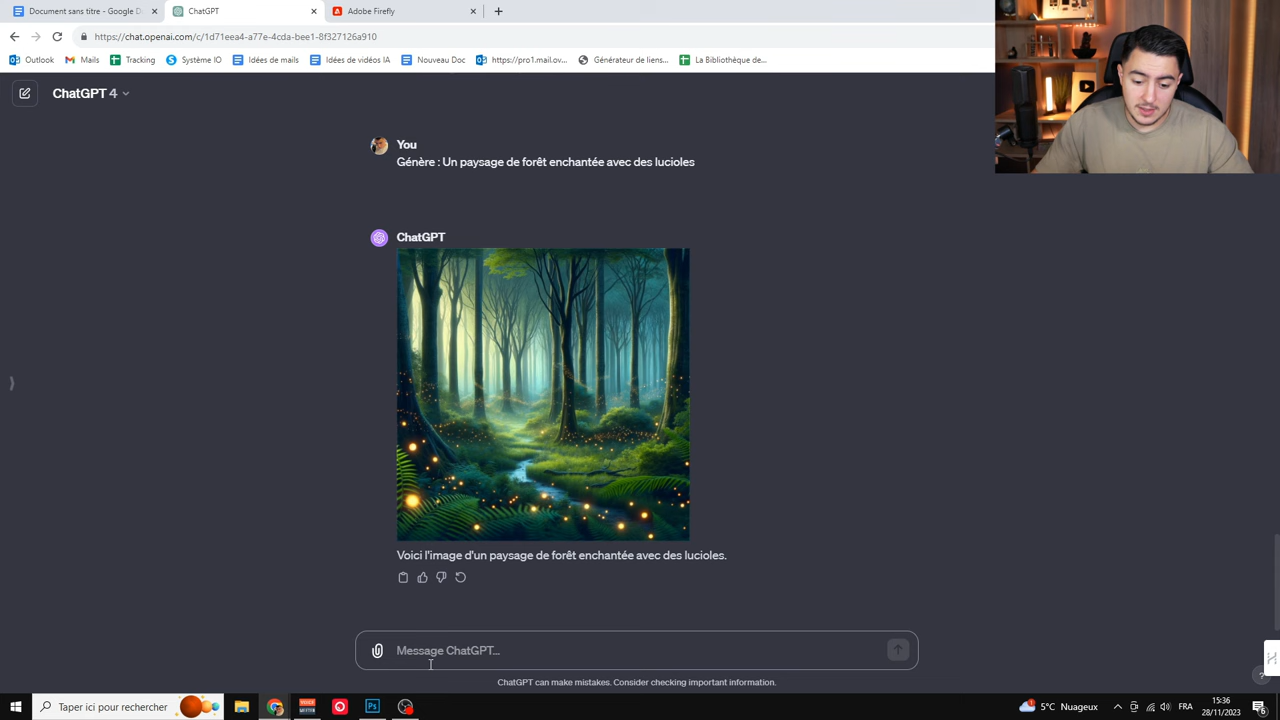 Document sans titre - Google D
ChatGPT
Adobe Firefly
https://chat.openai.com/c/1d71eea4-a77e-4cda-bee1-8f327126a910
Outlook
Mails
Tracking
Système IO
Idées de mails
Idées de vidéos IA
Nouveau Doc
https://pro1.mail.ov...
Générateur de liens...
La Bibliothèque de...
ChatGPT 4
You
Génère : Un paysage de forêt enchantée avec des lucioles
ChatGPT
Voici l'image d'un paysage de forêt enchantée avec des lucioles.
Message ChatGPT...
ChatGPT can make mistakes. Consider checking important information.
?
Taper ici pour rechercher
Ps
5°C Nuageux
FRA
15:36
28/11/2023